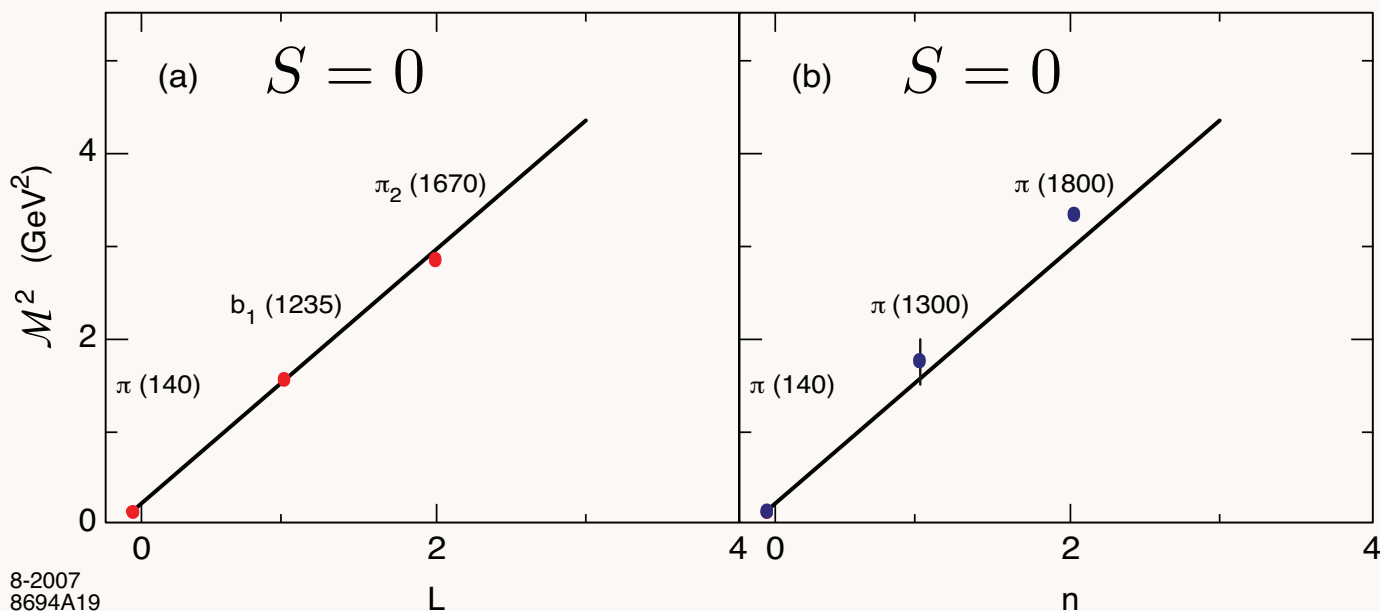 (a) S = 0
(b) S = 0
4
π₂ (1670)
π (1800)
ℳ² (GeV²)
b₁ (1235)
π (1300)
2
π (140)
π (140)
0
0 2 4 0 2 4
8-2007
8694A19
L
n